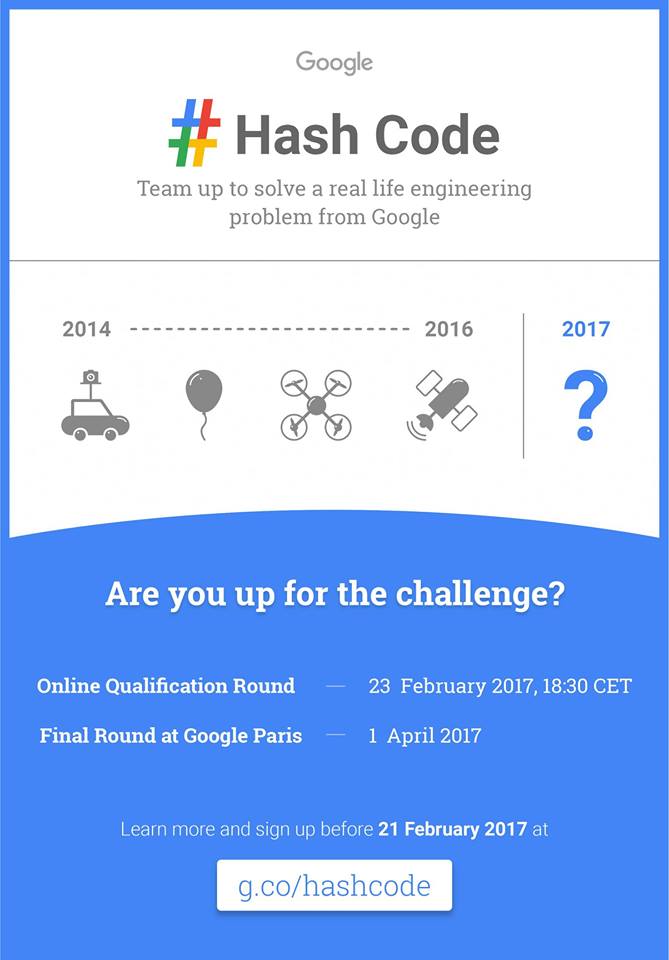 Google
# Hash Code
Team up to solve a real life engineering
problem from Google
2014 2016 2017
?
Are you up for the challenge?
Online Qualification Round — 23 February 2017, 18:30 CET
Final Round at Google Paris — 1 April 2017
Learn more and sign up before 21 February 2017 at
g.co/hashcode